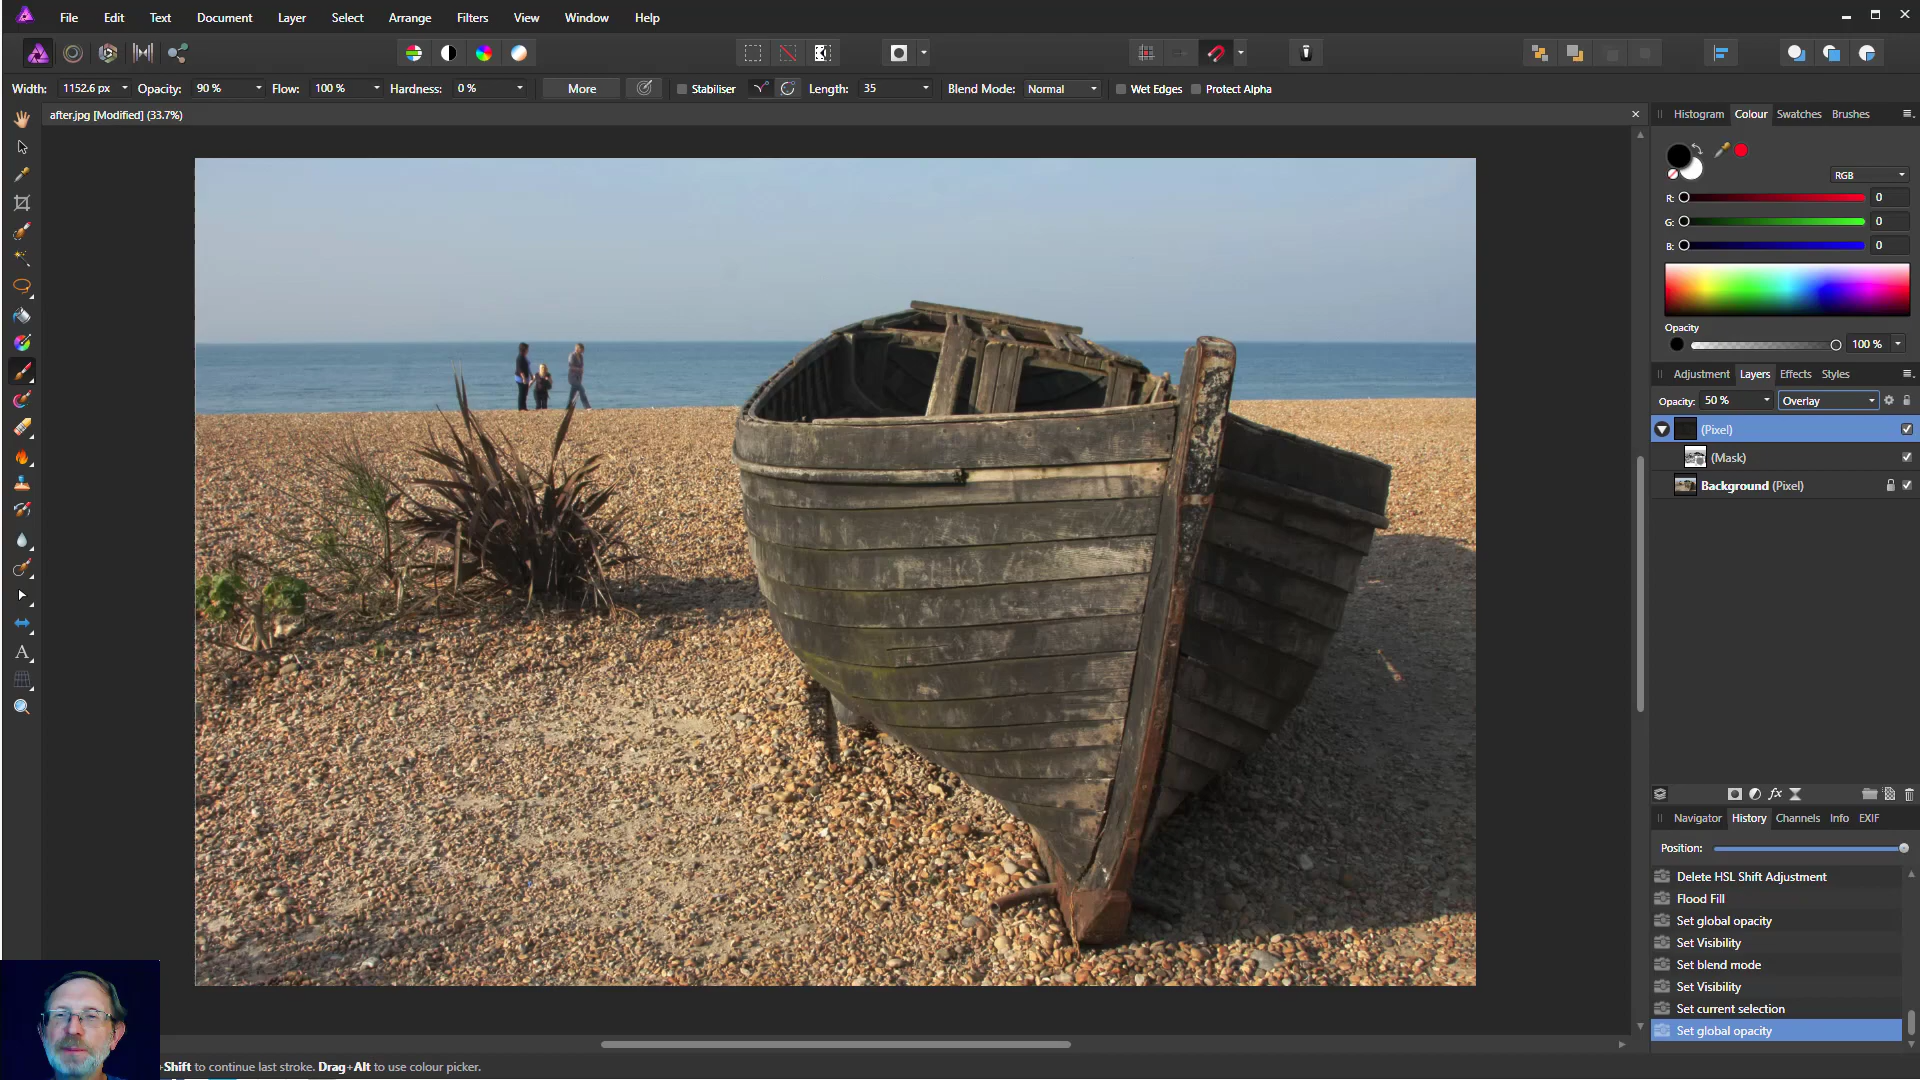 File Edit Text Document Layer Select Arrange Filters View Window Help
Width: 1152.6 px Opacity: 90 % Flow: 100 % Hardness: 0 % More Stabiliser Length: 35 Blend Mode: Normal Wet Edges Protect Alpha
after.jpg [Modified] (33.7%)
Histogram Colour Swatches Brushes
RGB
R: 0
G: 0
B: 0
Opacity
100 %
Adjustment Layers Effects Styles
Opacity: 50 % Overlay
(Pixel)
(Mask)
Background (Pixel)
Navigator History Channels Info EXIF
Position:
Delete HSL Shift Adjustment
Flood Fill
Set global opacity
Set Visibility
Set blend mode
Set Visibility
Set current selection
Set global opacity
+Shift to continue last stroke. Drag+Alt to use colour picker.